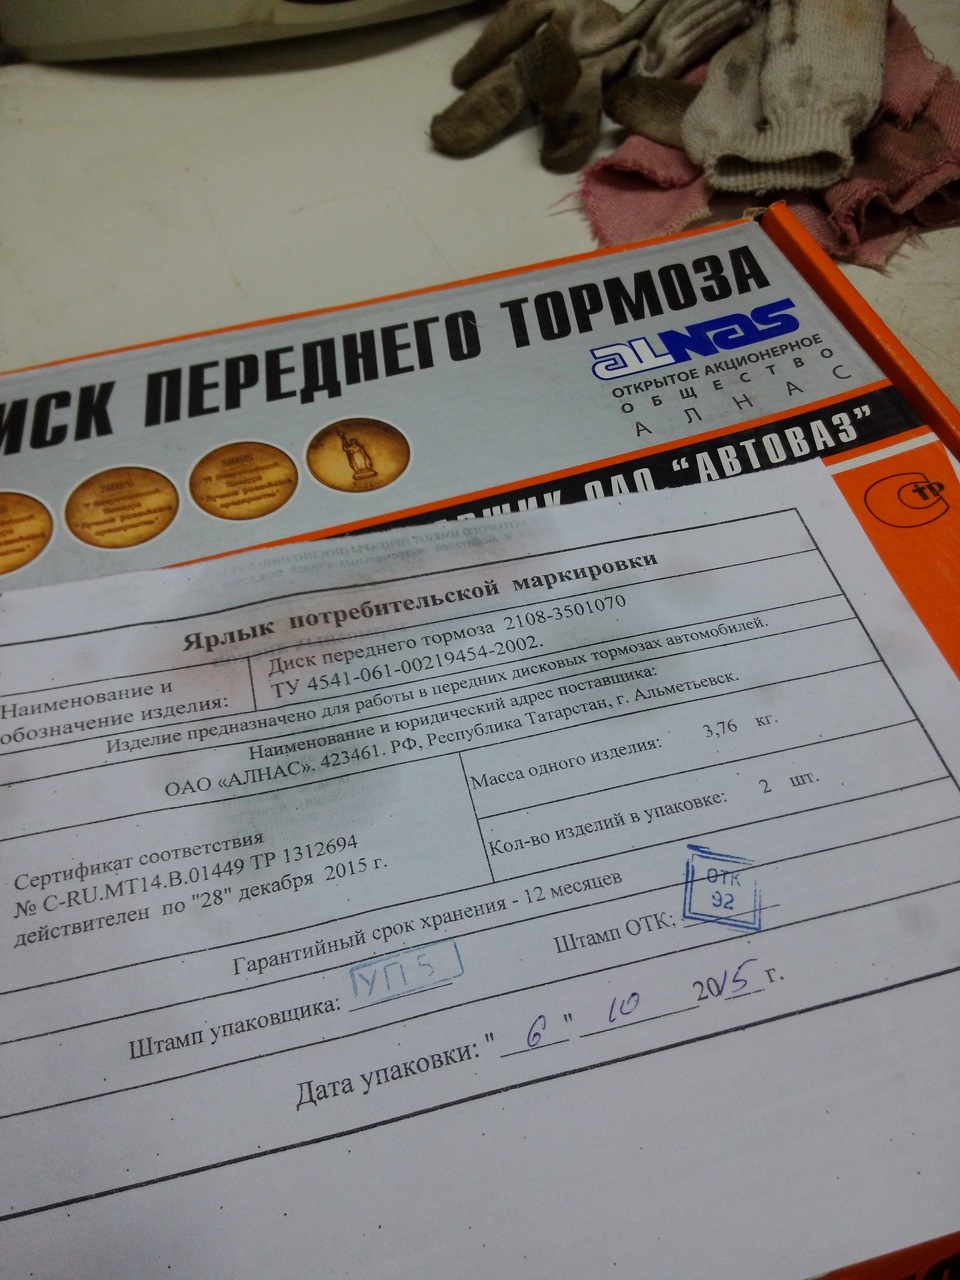 ДИСК ПЕРЕДНЕГО ТОРМОЗА
ALNAS
ОТКРЫТОЕ АКЦИОНЕРНОЕ
ОБЩЕСТВО
АЛНАС
ОАО “АВТОВАЗ”
СТР
Ярлык потребительской маркировки
Наименование и
обозначение изделия:
Диск переднего тормоза 2108-3501070
ТУ 4541-061-00219454-2002.
Изделие предназначено для работы в передних дисковых тормозах автомобилей.
Наименование и юридический адрес поставщика:
ОАО «АЛНАС». 423461. РФ, Республика Татарстан, г. Альметьевск.
Сертификат соответствия
№ C-RU.MT14.B.01449 ТР 1312694
действителен по "28" декабря 2015 г.
Масса одного изделия: 3,76 кг.
Кол-во изделий в упаковке: 2 шт.
Гарантийный срок хранения - 12 месяцев
Штамп упаковщика: УП 5
Штамп ОТК: ОТК
92
Дата упаковки: " 6 " 10 2015 г.